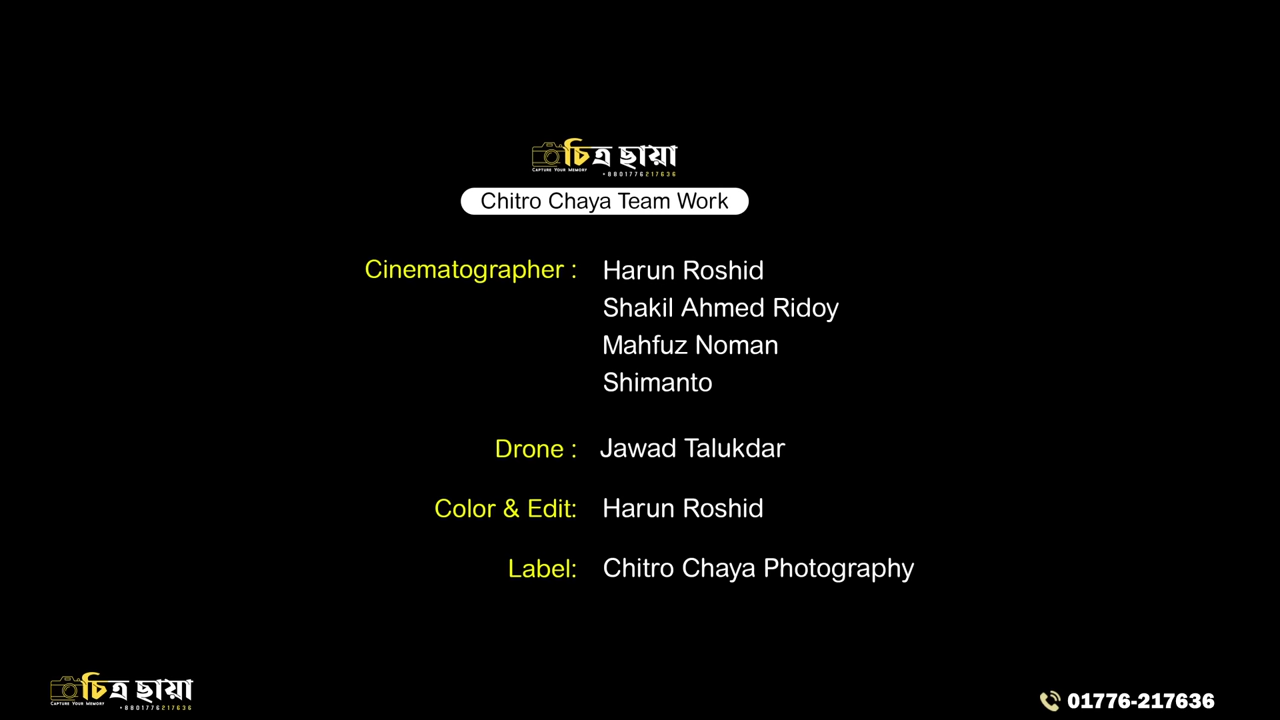 চিত্র ছায়া
CAPTURE YOUR MEMORY
+8801776217636
Chitro Chaya Team Work
Cinematographer : Harun Roshid
Shakil Ahmed Ridoy
Mahfuz Noman
Shimanto
Drone : Jawad Talukdar
Color & Edit: Harun Roshid
Label: Chitro Chaya Photography
চিত্র ছায়া
CAPTURE YOUR MEMORY
+8801776217636
01776-217636